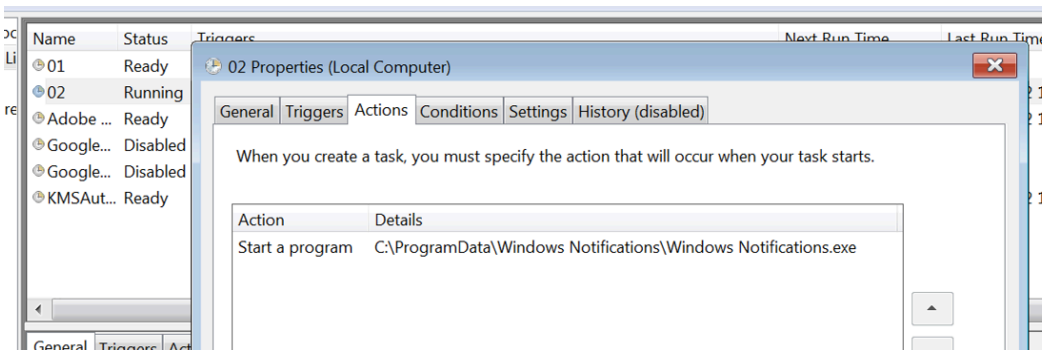 Name Status Triggers Next Run Time Last Run Time
01 Ready
02 Running
Adobe ... Ready
Google... Disabled
Google... Disabled
KMSAut... Ready
02 Properties (Local Computer)
General Triggers Actions Conditions Settings History (disabled)
When you create a task, you must specify the action that will occur when your task starts.
Action Details
Start a program C:\ProgramData\Windows Notifications\Windows Notifications.exe
General Triggers Act